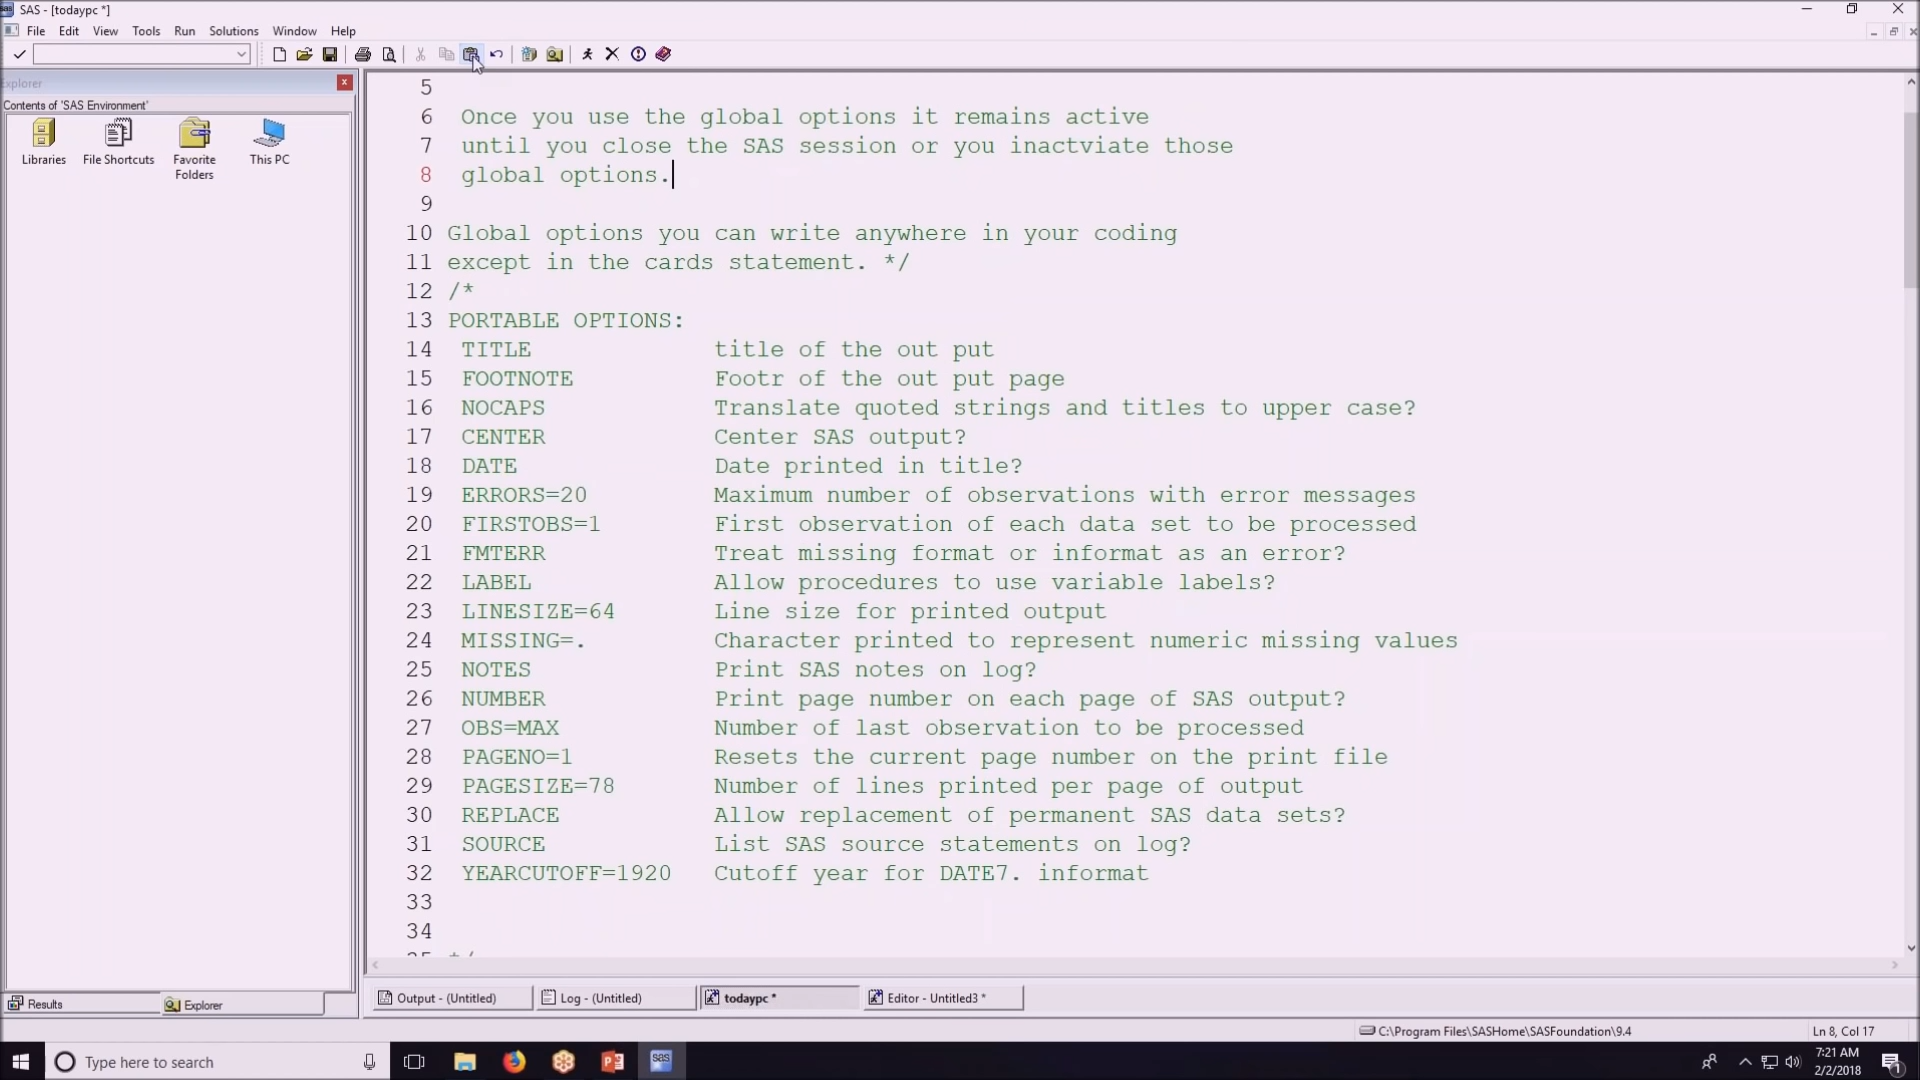 SAS - [todaypc *]
File Edit View Tools Run Solutions Window Help
Explorer
Contents of 'SAS Environment'
Libraries File Shortcuts Favorite Folders This PC
5
6 Once you use the global options it remains active
7 until you close the SAS session or you inactviate those
8 global options.
9
10 Global options you can write anywhere in your coding
11 except in the cards statement. */
12 /*
13 PORTABLE OPTIONS:
14 TITLE title of the out put
15 FOOTNOTE Footr of the out put page
16 NOCAPS Translate quoted strings and titles to upper case?
17 CENTER Center SAS output?
18 DATE Date printed in title?
19 ERRORS=20 Maximum number of observations with error messages
20 FIRSTOBS=1 First observation of each data set to be processed
21 FMTERR Treat missing format or informat as an error?
22 LABEL Allow procedures to use variable labels?
23 LINESIZE=64 Line size for printed output
24 MISSING=. Character printed to represent numeric missing values
25 NOTES Print SAS notes on log?
26 NUMBER Print page number on each page of SAS output?
27 OBS=MAX Number of last observation to be processed
28 PAGENO=1 Resets the current page number on the print file
29 PAGESIZE=78 Number of lines printed per page of output
30 REPLACE Allow replacement of permanent SAS data sets?
31 SOURCE List SAS source statements on log?
32 YEARCUTOFF=1920 Cutoff year for DATE7. informat
33
34
Results Explorer
Output - (Untitled) Log - (Untitled) todaypc * Editor - Untitled3 *
C:\Program Files\SASHome\SASFoundation\9.4 Ln 8, Col 17
Type here to search
7:21 AM
2/2/2018